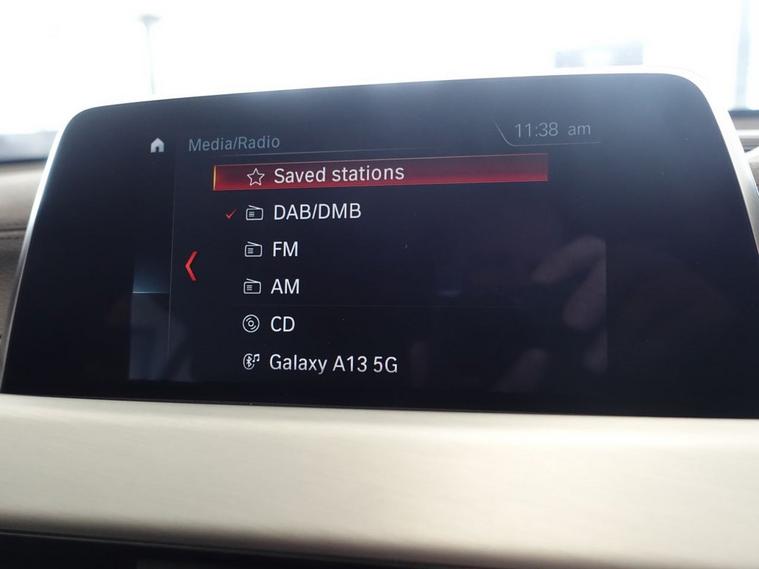 Media/Radio
11:38 am
Saved stations
DAB/DMB
FM
AM
CD
Galaxy A13 5G